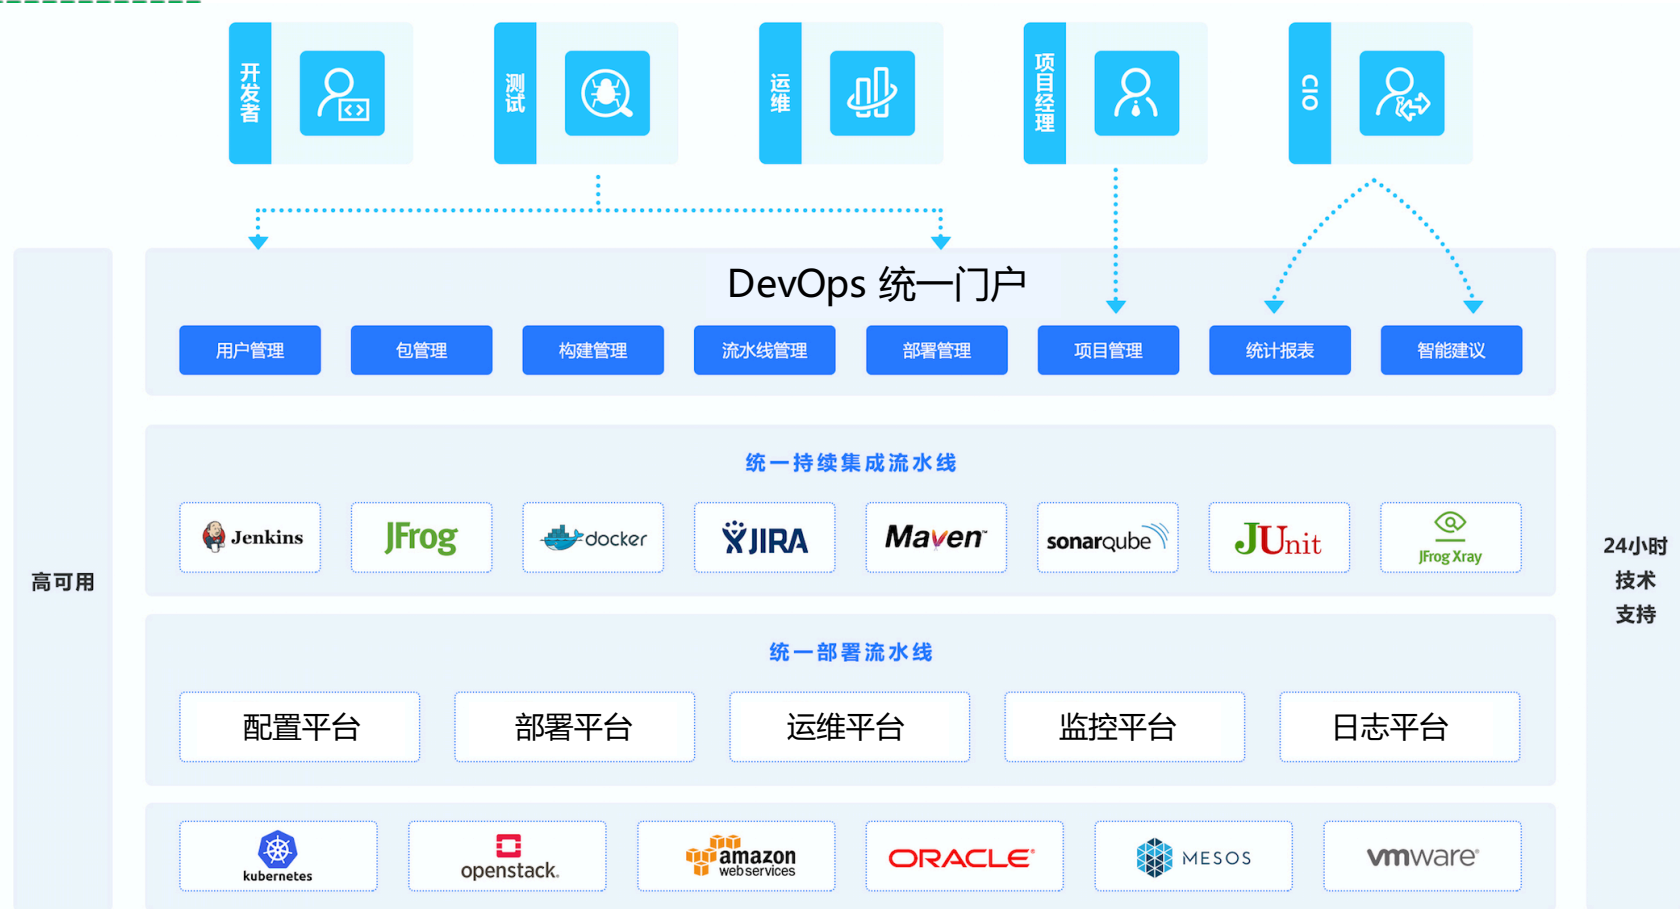 开发者
测试
运维
项目经理
CIO
DevOps 统一门户
用户管理
包管理
构建管理
流水线管理
部署管理
项目管理
统计报表
智能建议
统一持续集成流水线
Jenkins
JFrog
docker
JIRA
Maven™
sonarqube
JUnit
JFrog Xray
统一部署流水线
配置平台
部署平台
运维平台
监控平台
日志平台
kubernetes
openstack.
amazon
web services
ORACLE®
MESOS
vmware®
高可用
24小时
技术
支持